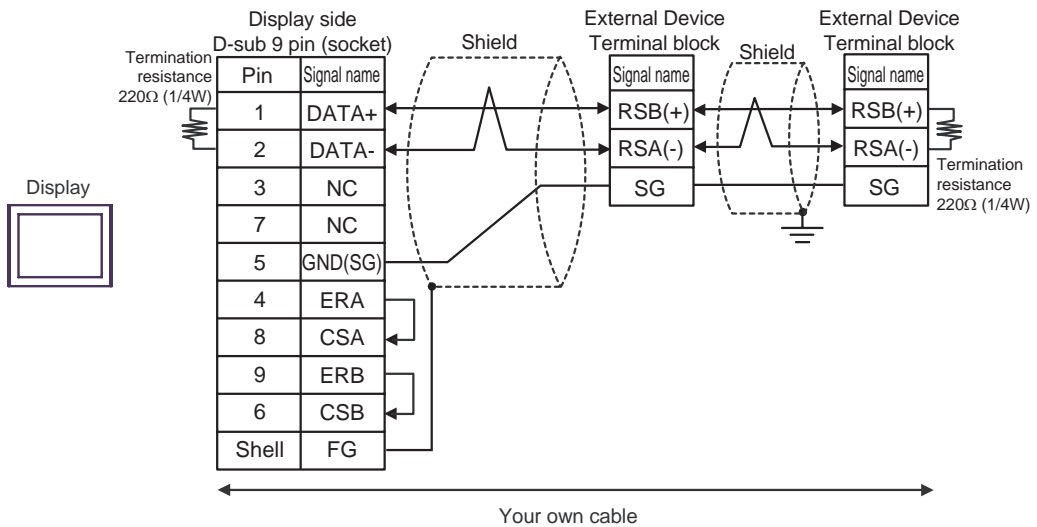 Display side
D-sub 9 pin (socket)
Termination
resistance
220Ω (1/4W)
Shield
External Device
Terminal block
Shield
External Device
Terminal block
Pin Signal name
1 DATA+
2 DATA-
3 NC
7 NC
5 GND(SG)
4 ERA
8 CSA
9 ERB
6 CSB
Shell FG
Signal name
RSB(+)
RSA(-)
SG
Signal name
RSB(+)
RSA(-)
SG
Termination
resistance
220Ω (1/4W)
Display
Your own cable